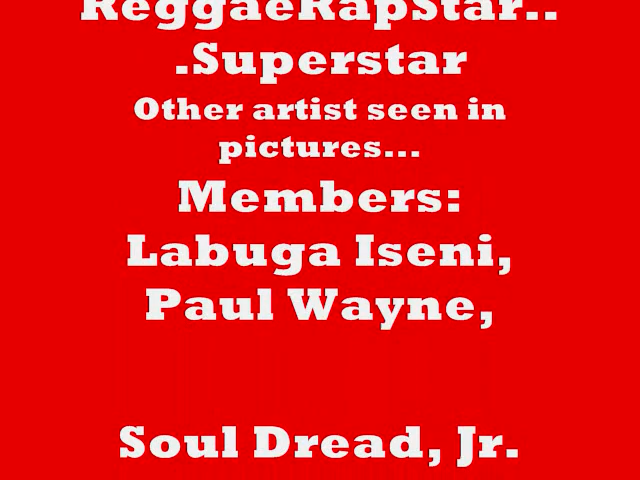 ReggaeRapStar..
.Superstar
Other artist seen in
pictures...
Members:
Labuga Iseni,
Paul Wayne,
Soul Dread, Jr.